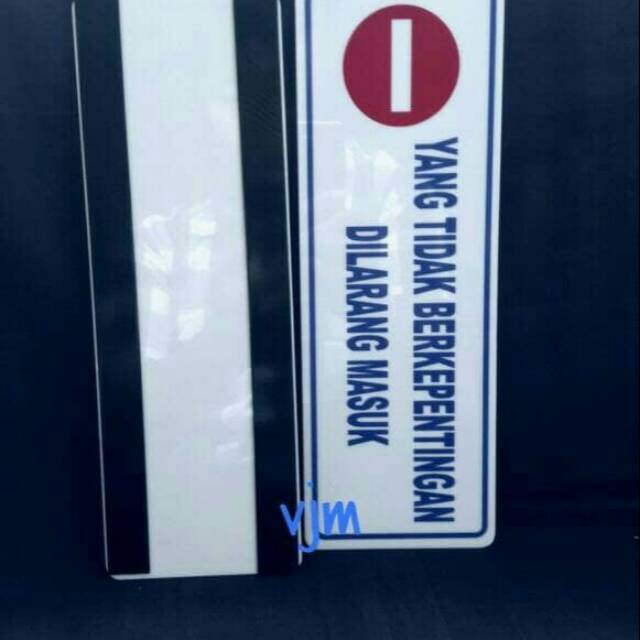 YANG TIDAK BERKEPENTINGAN
DILARANG MASUK
vjm